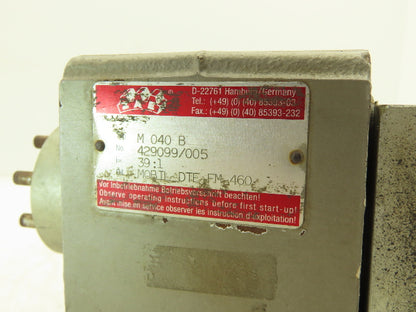 D-22761 Hamburg/Germany
Tel.: (+49) (0) (40) 85393-02
Fax.: (+49) (0) (40) 85393-232
M 040 B
No 429099/005
39:1
MOBIL DTE FM 460
Vor Inbetriebnahme Betriebsvorschrift beachten!
Observe operating instructions before first start-up!
Avant mise en service observer les instruction d'exploitation!